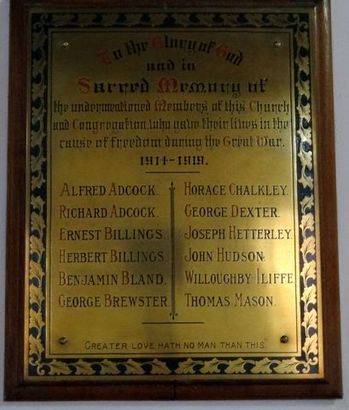 To the Glory of God
and in
Sacred Memory of
the undermentioned Members of this Church
and Congregation, who gave their lives in the
cause of freedom during the Great War.
1914-1919.
ALFRED ADCOCK.
RICHARD ADCOCK.
ERNEST BILLINGS.
HERBERT BILLINGS.
BENJAMIN BLAND.
GEORGE BREWSTER.
HORACE CHALKLEY.
GEORGE DEXTER.
JOSEPH HETTERLEY.
JOHN HUDSON.
WILLOUGHBY ILIFFE.
THOMAS MASON.
GREATER LOVE HATH NO MAN THAN THIS.